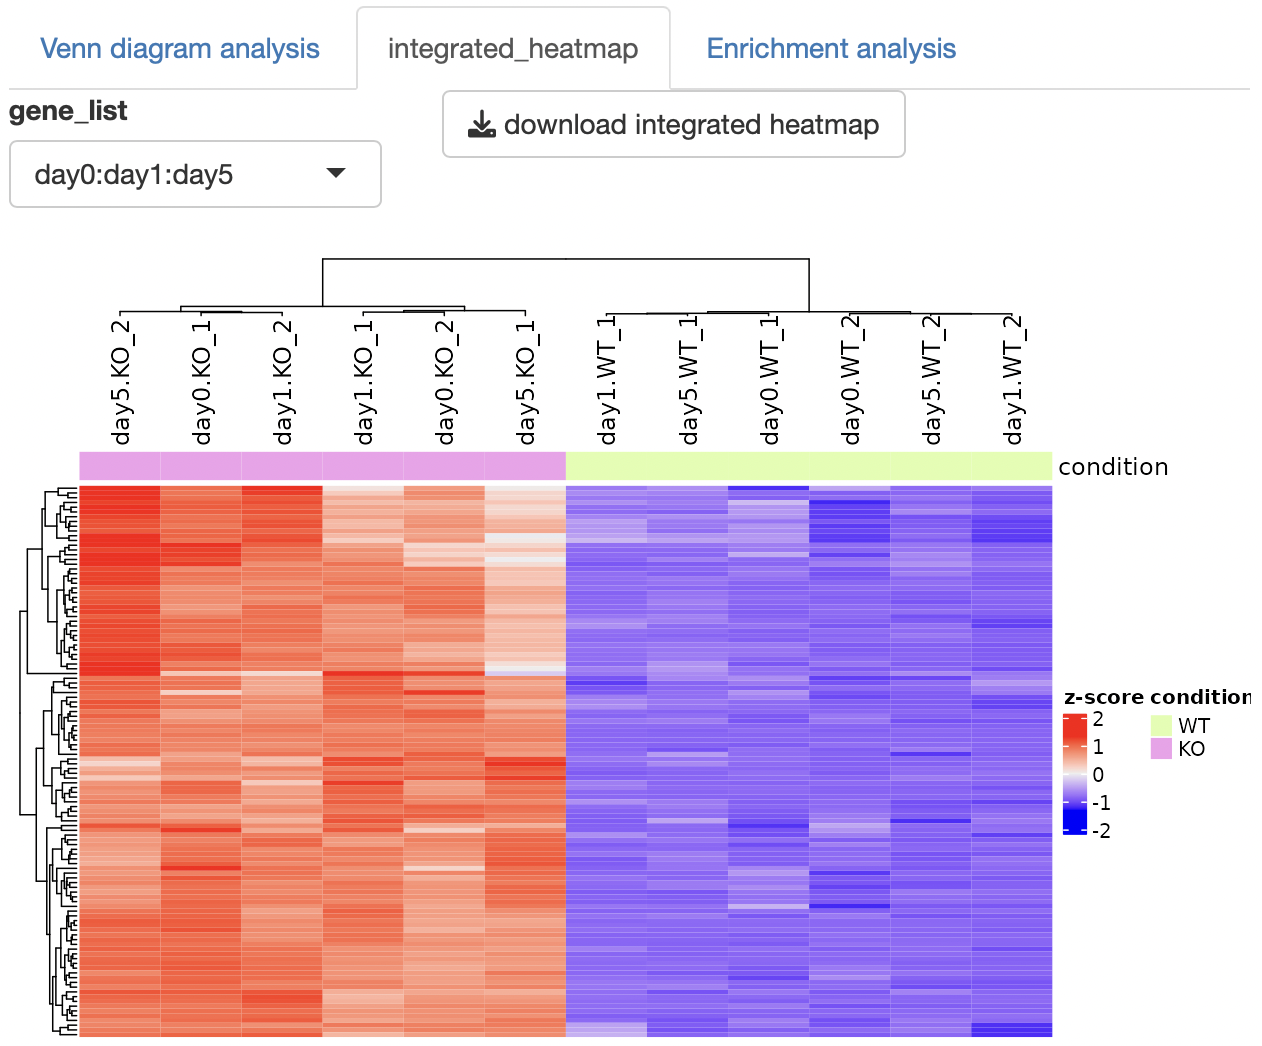 Venn diagram analysis
integrated_heatmap
Enrichment analysis
gene_list
download integrated heatmap
day0:day1:day5
day5.KO_2
day0.KO_1
day1.KO_2
day1.KO_1
day0.KO_2
day5.KO_1
day1.WT_1
day5.WT_1
day0.WT_1
day0.WT_2
day5.WT_2
day1.WT_2
condition
z-score
2
1
0
-1
-2
condition
WT
KO